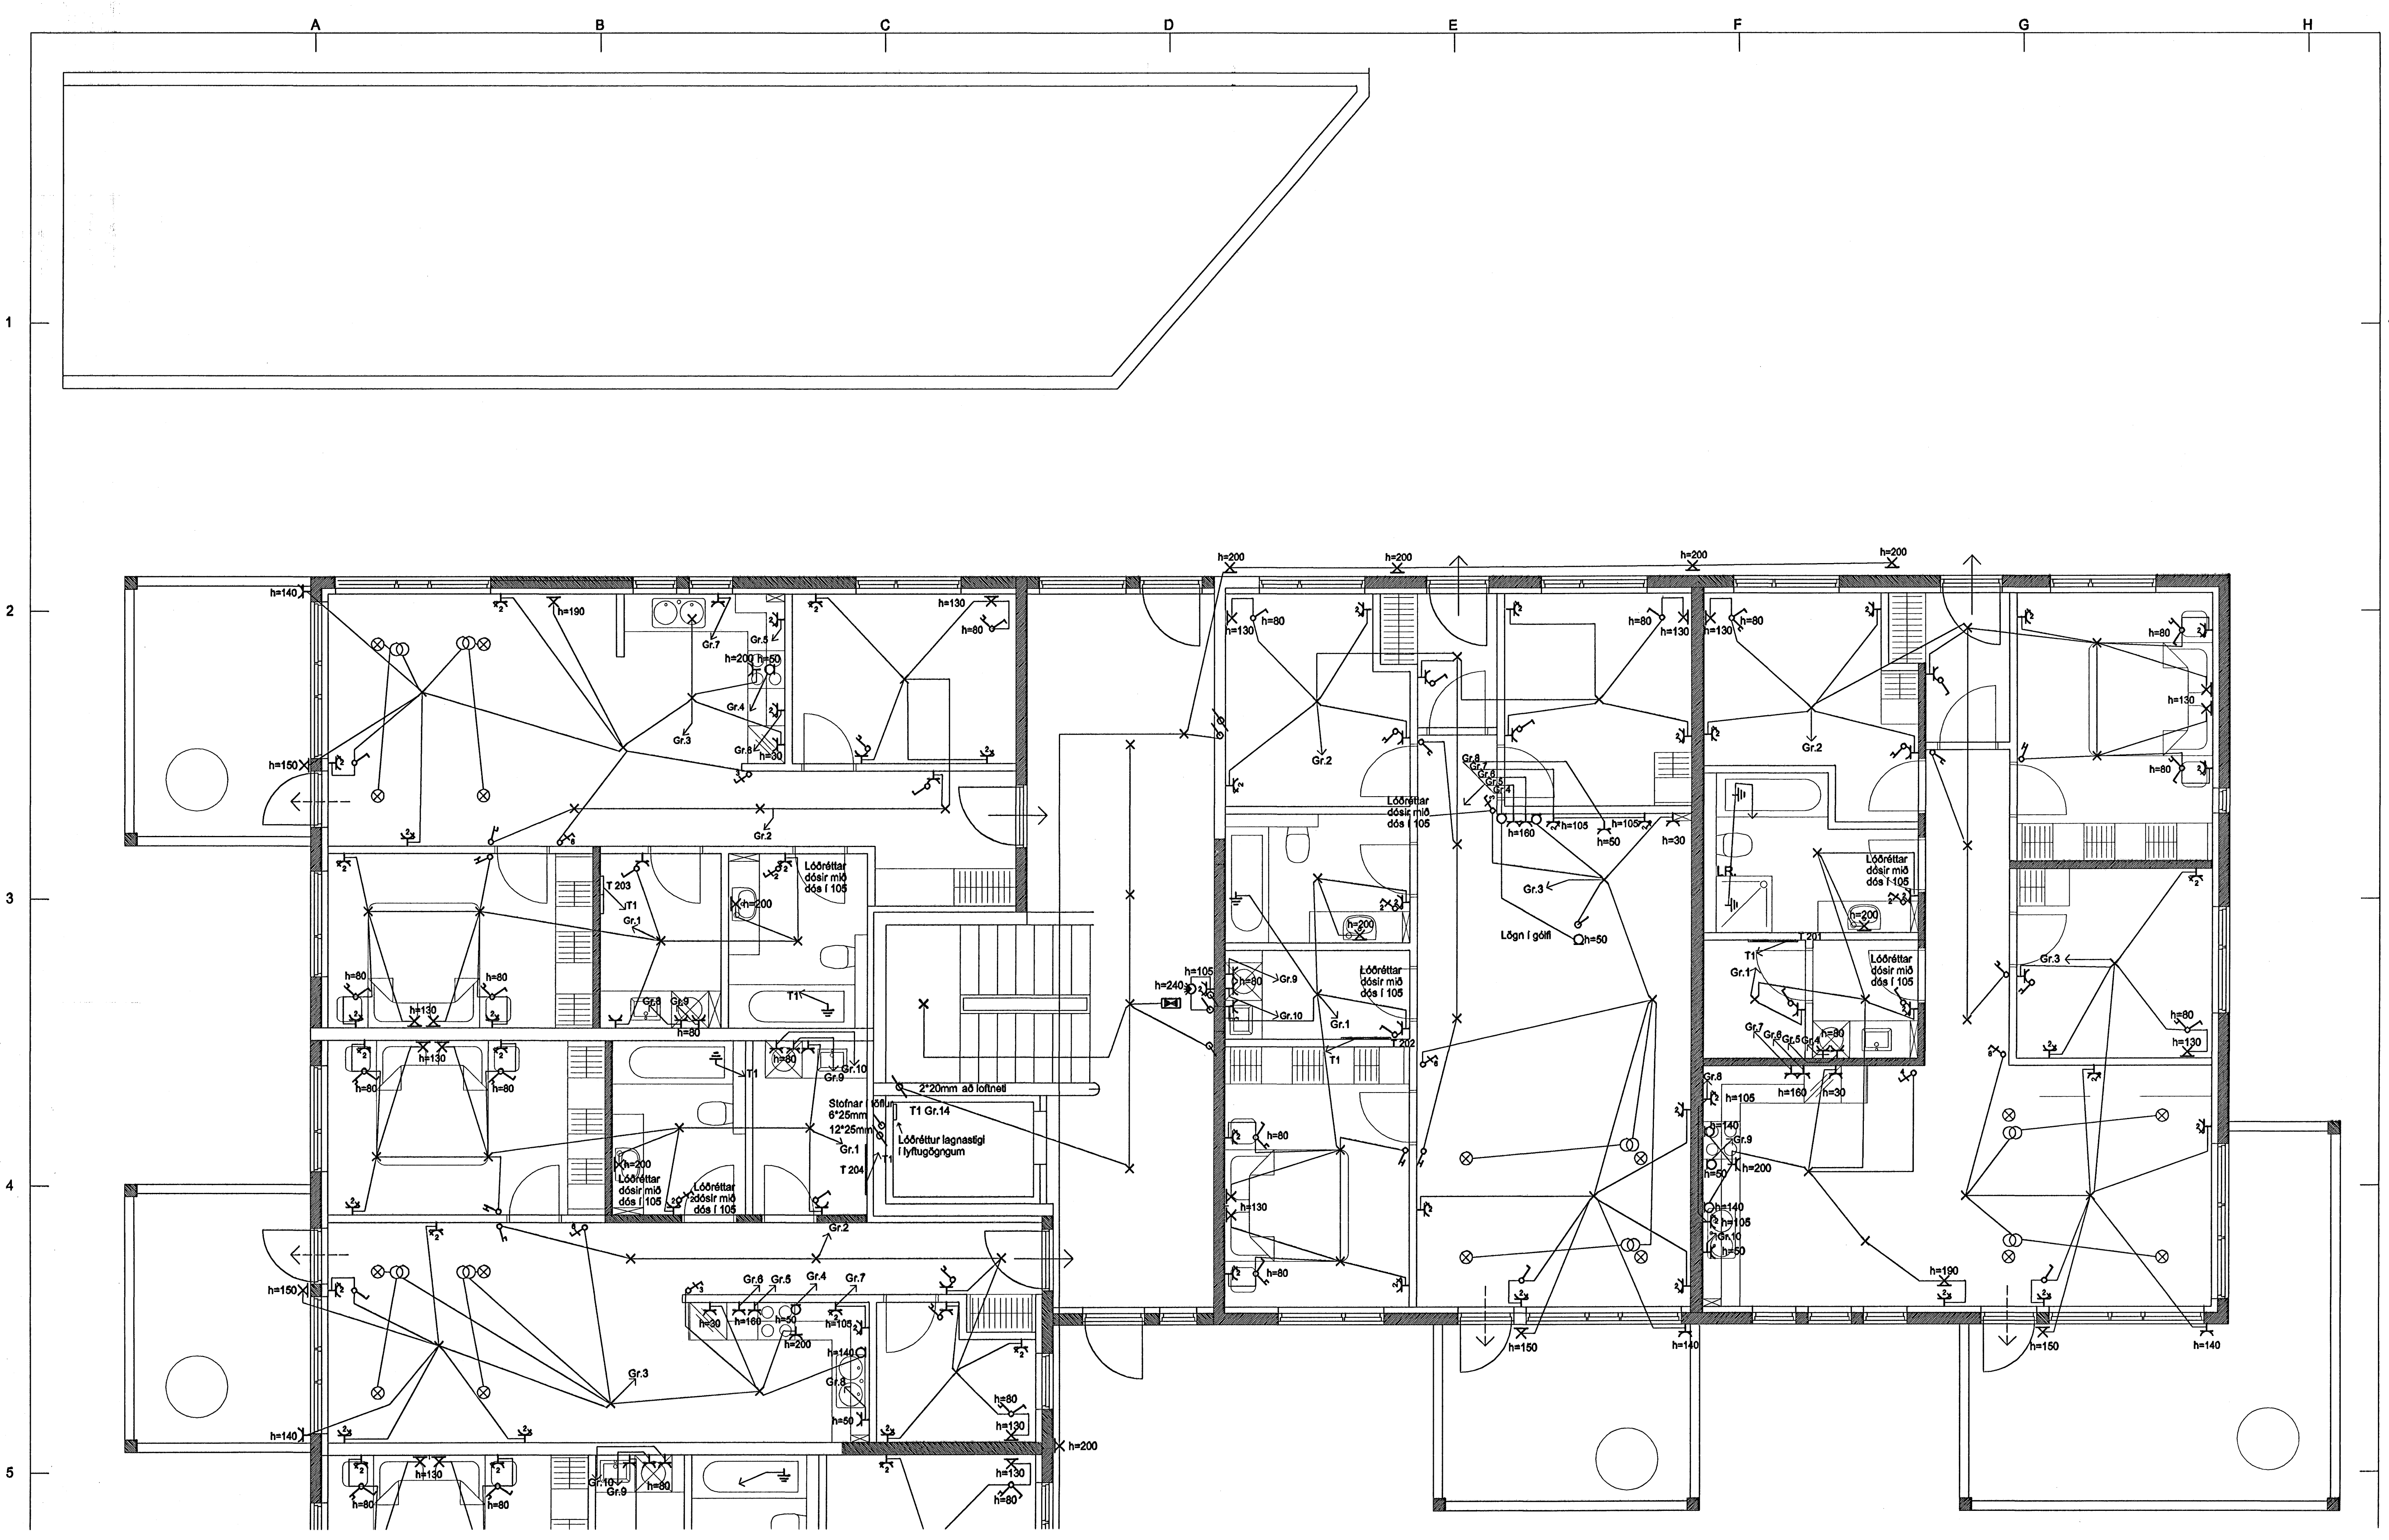 A B C D E F G H
1
h=200 h=200 h=200 h=200
2
h=140
h=190
h=130
h=80
Gr.7
Gr.5
h=200 h=50
Gr.4
Gr.3
Gr.8
h=30
h=150
Gr.2
h=130
h=80
Gr.2
h=80
h=130
h=130
h=80
Gr.2
h=80
h=130
h=80
Gr.8
Gr.7
Gr.6
Gr.5
Gr.4
Lóðréttar
dósir mið
dós í 105
h=160
h=105
h=50
h=105
h=30
3
T 203
T1
Gr.1
h=200
Lóðréttar
dósir mið
dós í 105
h=200
Gr.3
Lögn í gólfi
h=50
LR.
Lóðréttar
dósir mið
dós í 105
h=200
T 201
h=80
h=80
h=130
Gr.8
Gr.9
h=80
T1
h=105
h=240
h=80
Gr.9
Gr.10
Gr.1
T1
T 202
Lóðréttar
dósir mið
dós í 105
T1
Gr.1
Lóðréttar
dósir mið
dós í 105
Gr.3
h=80
h=130
h=130
h=80
h=80
T1
h=80
Gr.9
Gr.10
2*20mm að loftneti
Stofnar í töflur
6*25mm
12*25mm
T1 Gr.14
Lóðréttur lagnastigi
í lyftugögngum
T1
Gr.7
Gr.6
Gr.5
Gr.4
h=80
h=160
h=30
Gr.8
h=105
4
h=200
Lóðréttar
dósir mið
dós í 105
Lóðréttar
dósir mið
dós í 105
Gr.1
T 204
Gr.2
h=80
h=130
h=80
h=140
Gr.9
h=50
h=200
h=140
h=105
Gr.10
h=50
h=190
h=150
Gr.6
Gr.5
Gr.4
Gr.7
h=30
h=160
h=50
h=105
h=200
h=140
Gr.3
Gr.8
h=50
h=80
h=130
h=140
h=200
h=150
h=140
h=150
h=140
5
h=130
h=80
h=80
Gr.10
Gr.9
h=80
h=130
h=80